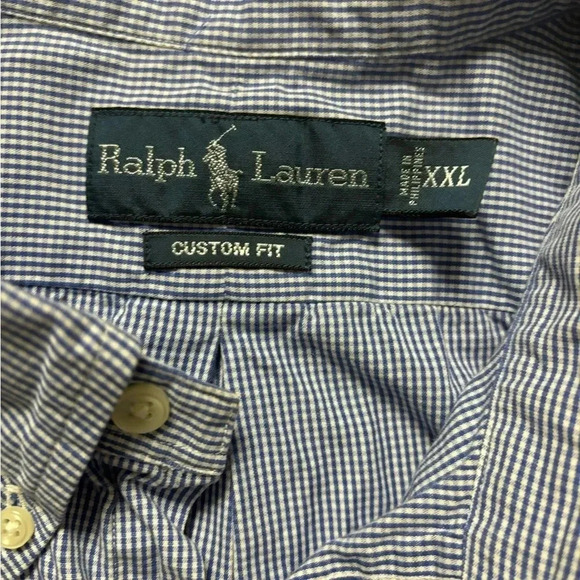 Ralph Lauren
MADE IN
PHILIPPINES
XXL
CUSTOM FIT